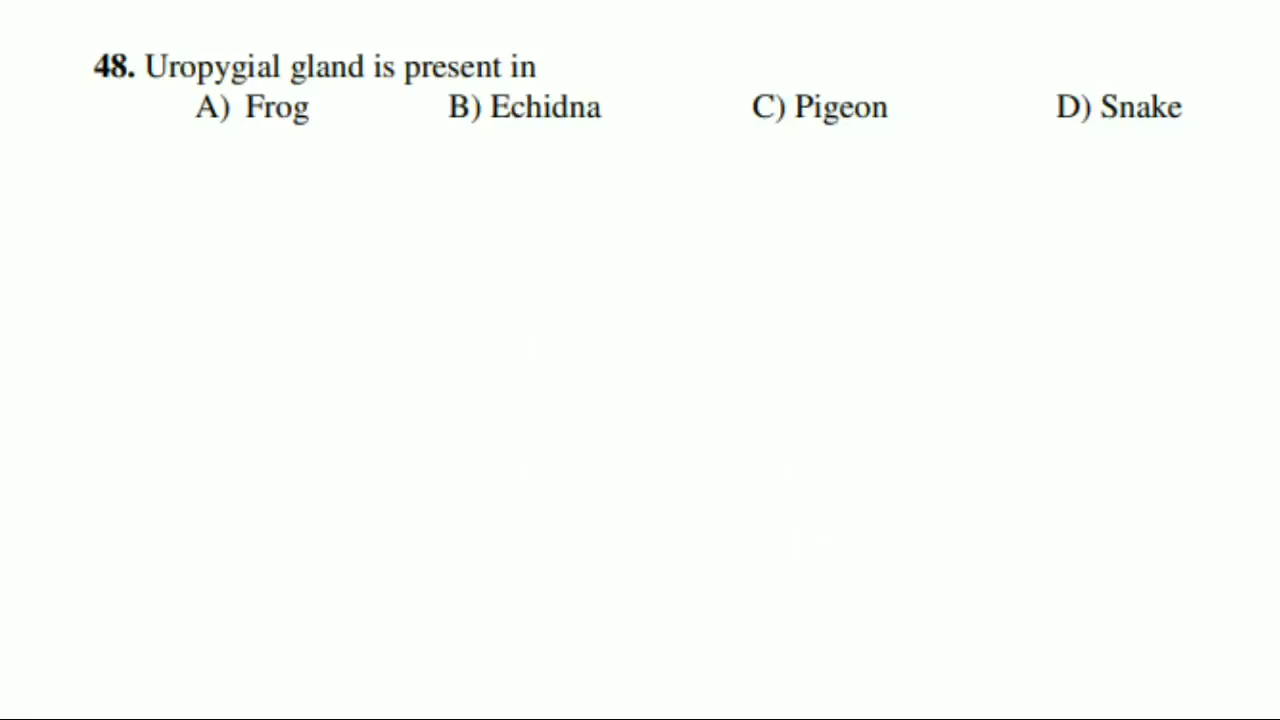 48. Uropygial gland is present in
A) Frog B) Echidna C) Pigeon D) Snake